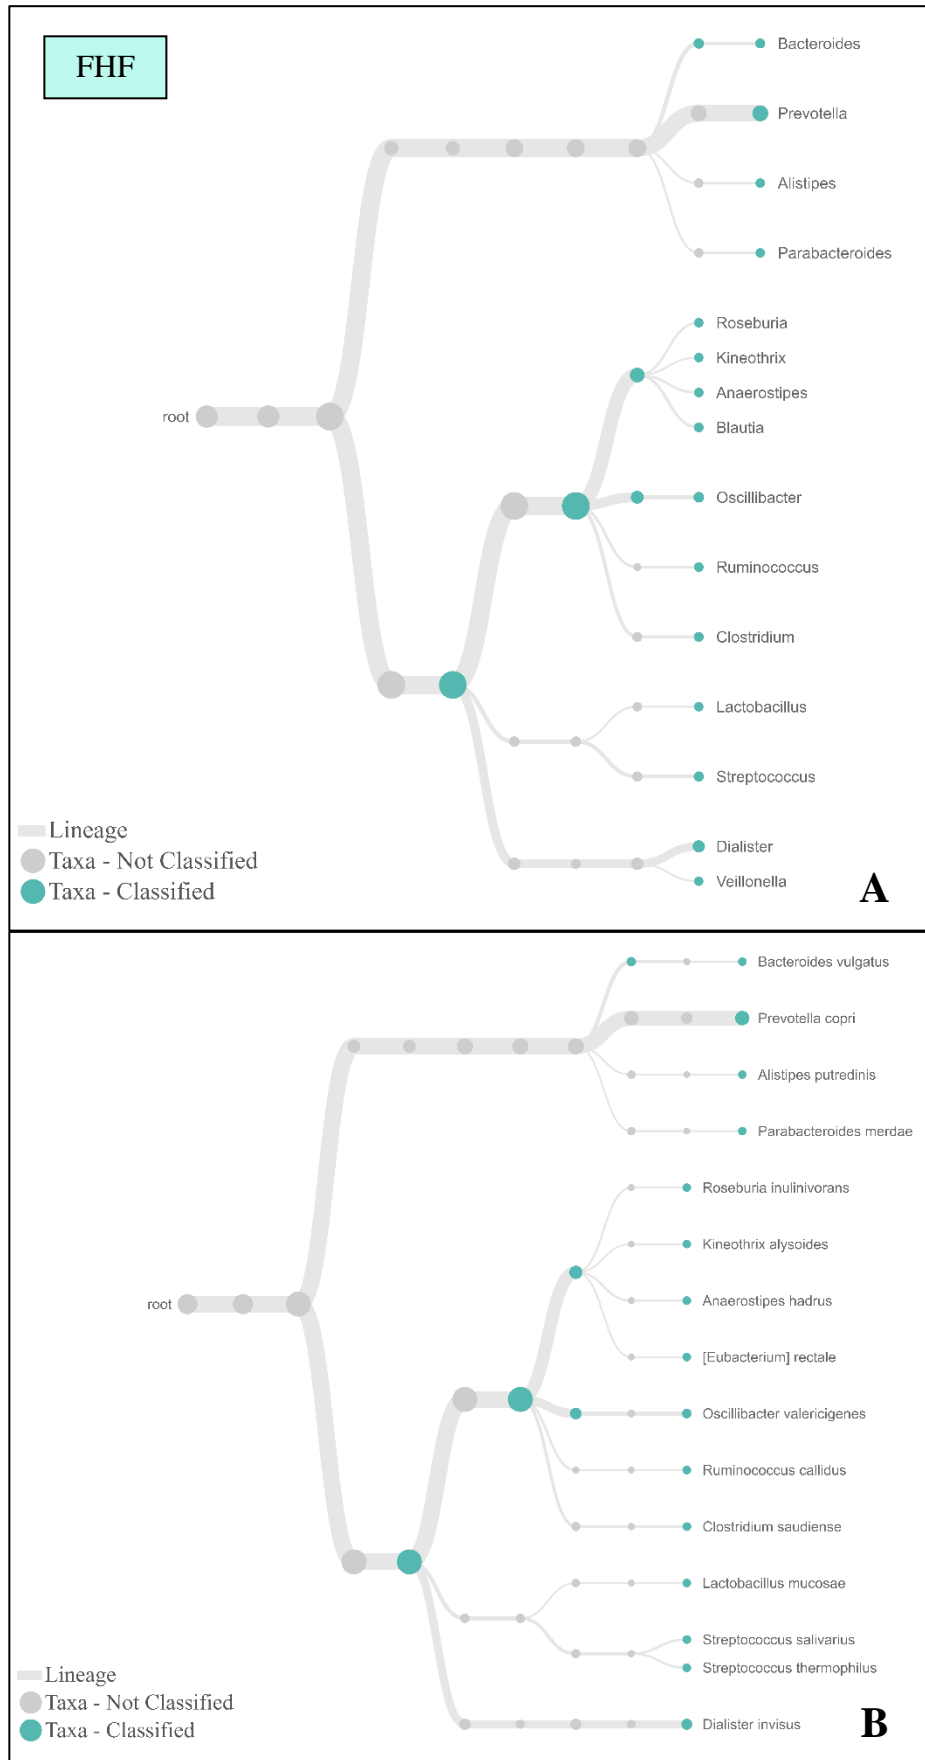 FHF
Bacteroides
Prevotella
Alistipes
Parabacteroides
Roseburia
Kineothrix
Anaerostipes
Blautia
root
Oscillibacter
Ruminococcus
Clostridium
Lactobacillus
Streptococcus
Dialister
Veillonella
Lineage
Taxa - Not Classified
Taxa - Classified
A
Bacteroides vulgatus
Prevotella copri
Alistipes putredinis
Parabacteroides merdae
Roseburia inulinivorans
Kineothrix alysoides
Anaerostipes hadrus
root
[Eubacterium] rectale
Oscillibacter valericigenes
Ruminococcus callidus
Clostridium saudiense
Lactobacillus mucosae
Streptococcus salivarius
Streptococcus thermophilus
Dialister invisus
Lineage
Taxa - Not Classified
Taxa - Classified
B